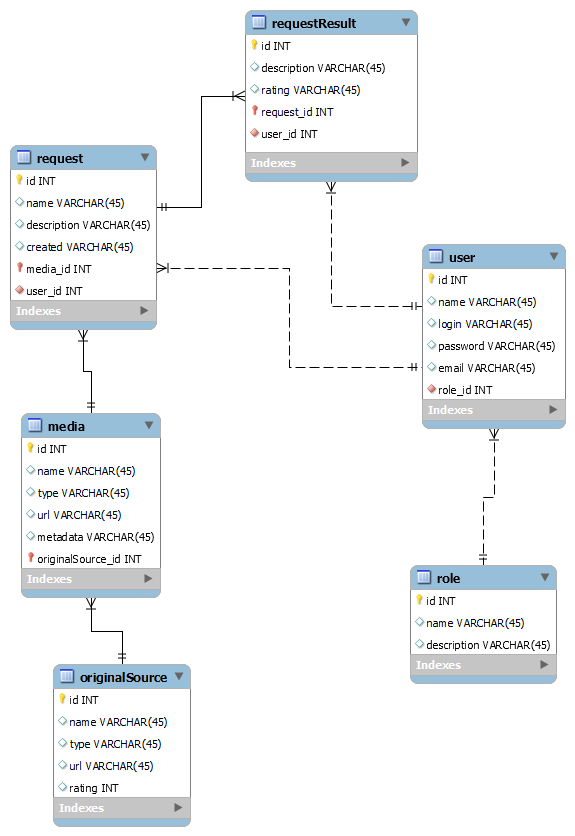 requestResult
id INT
description VARCHAR(45)
rating VARCHAR(45)
request_id INT
user_id INT
Indexes
request
id INT
name VARCHAR(45)
description VARCHAR(45)
created VARCHAR(45)
media_id INT
user_id INT
Indexes
user
id INT
name VARCHAR(45)
login VARCHAR(45)
password VARCHAR(45)
email VARCHAR(45)
role_id INT
Indexes
media
id INT
name VARCHAR(45)
type VARCHAR(45)
url VARCHAR(45)
metadata VARCHAR(45)
originalSource_id INT
Indexes
role
id INT
name VARCHAR(45)
description VARCHAR(45)
Indexes
originalSource
id INT
name VARCHAR(45)
type VARCHAR(45)
url VARCHAR(45)
rating INT
Indexes